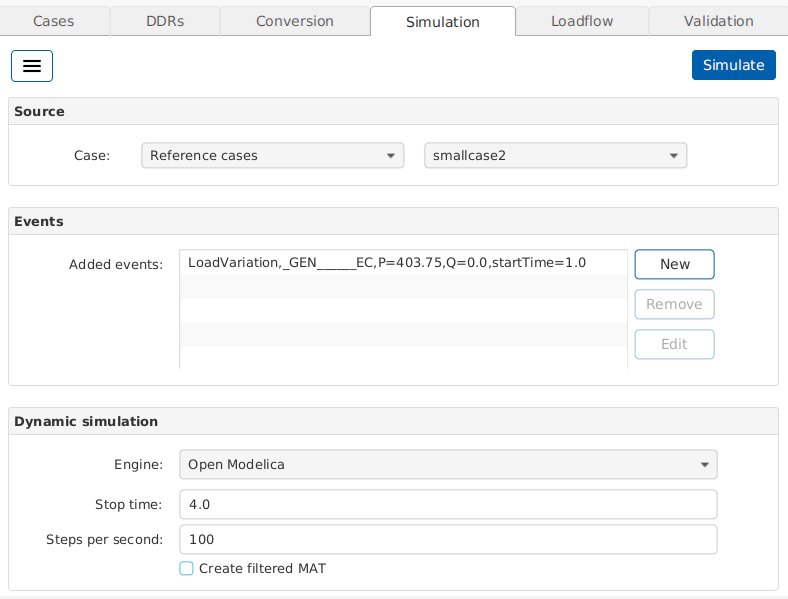 Cases DDRs Conversion Simulation Loadflow Validation
Simulate
Source
Case: Reference cases smallcase2
Events
Added events: LoadVariation,_GEN______EC,P=403.75,Q=0.0,startTime=1.0 New
Remove
Edit
Dynamic simulation
Engine: Open Modelica
Stop time: 4.0
Steps per second: 100
Create filtered MAT